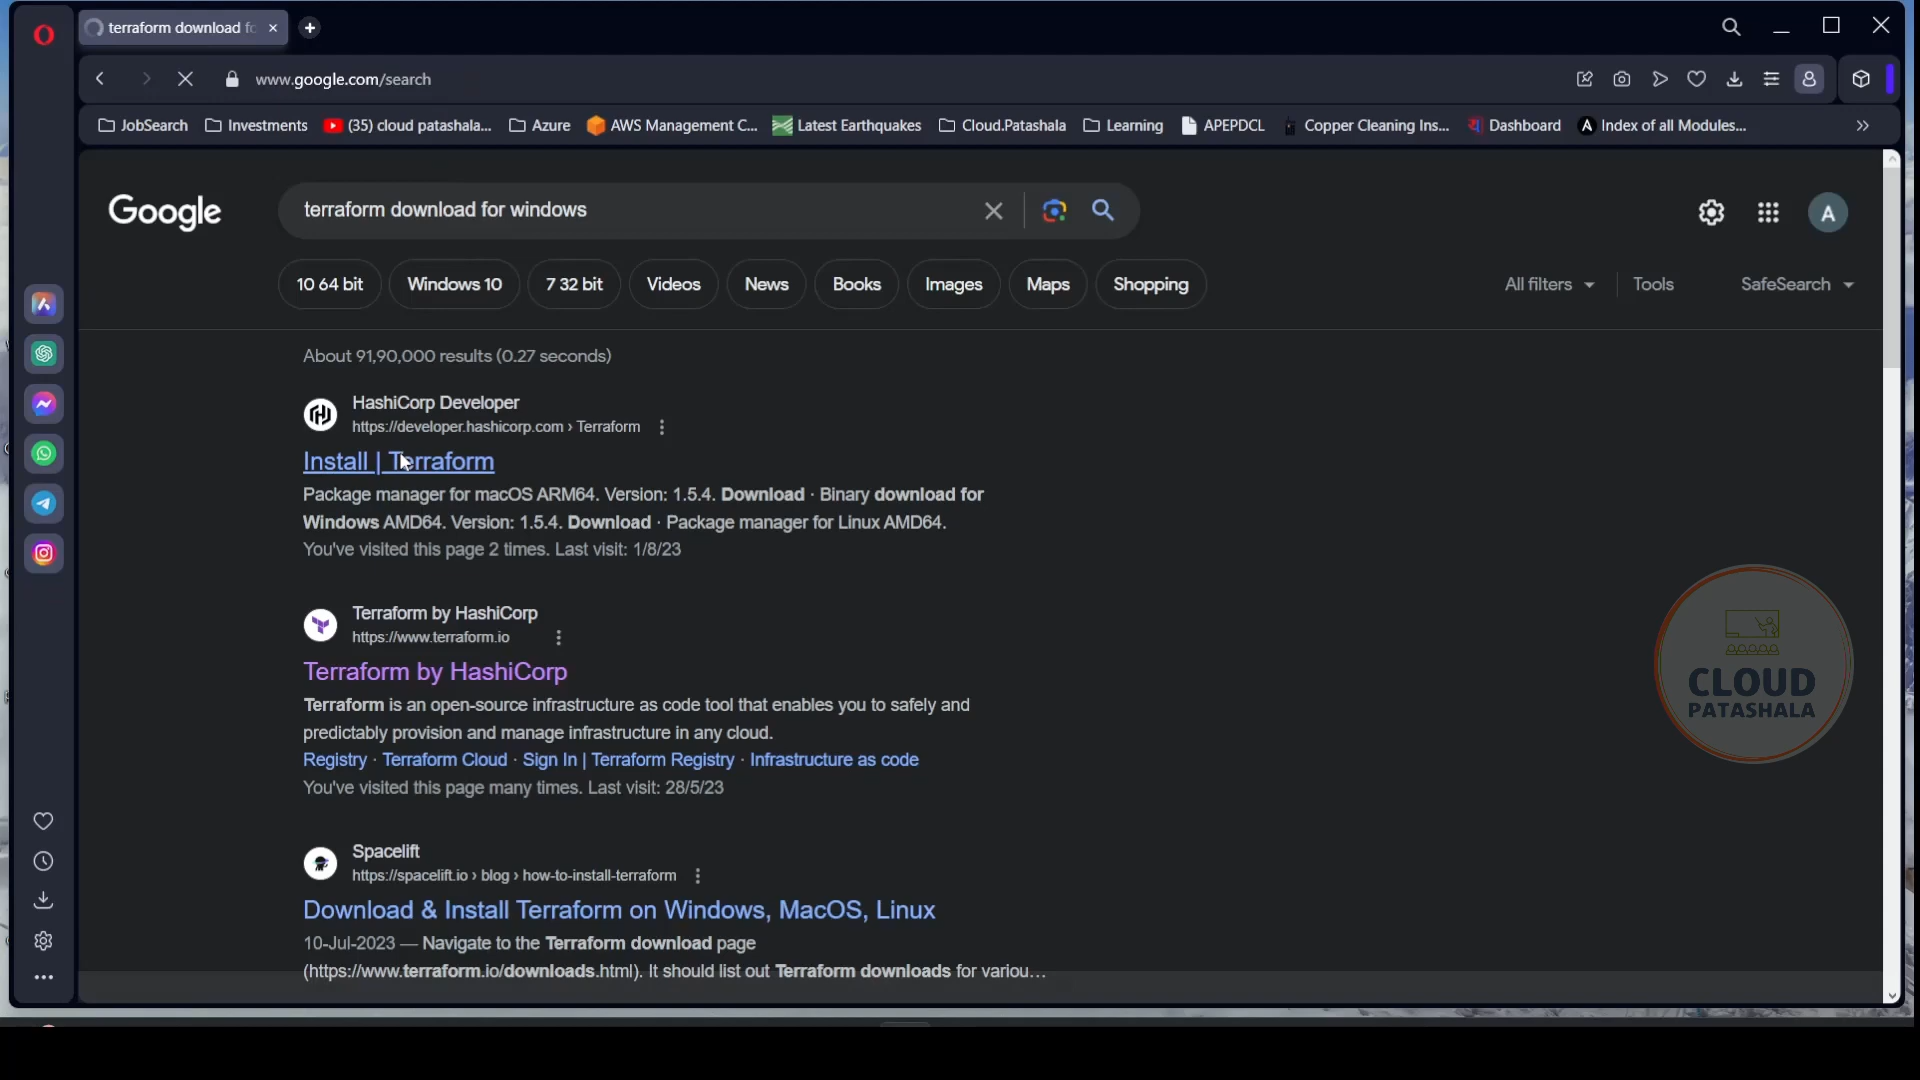 terraform download fo
www.google.com/search
JobSearch
Investments
(35) cloud patashala...
Azure
AWS Management C...
Latest Earthquakes
Cloud.Patashala
Learning
APEPDCL
Copper Cleaning Ins...
Dashboard
Index of all Modules...
Google
terraform download for windows
A
10 64 bit
Windows 10
7 32 bit
Videos
News
Books
Images
Maps
Shopping
All filters
Tools
SafeSearch
About 91,90,000 results (0.27 seconds)
HashiCorp Developer
https://developer.hashicorp.com › Terraform
Install | Terraform
Package manager for macOS ARM64. Version: 1.5.4. Download · Binary download for
Windows AMD64. Version: 1.5.4. Download · Package manager for Linux AMD64.
You've visited this page 2 times. Last visit: 1/8/23
Terraform by HashiCorp
https://www.terraform.io
Terraform by HashiCorp
Terraform is an open-source infrastructure as code tool that enables you to safely and
predictably provision and manage infrastructure in any cloud.
Registry · Terraform Cloud · Sign In | Terraform Registry · Infrastructure as code
You've visited this page many times. Last visit: 28/5/23
Spacelift
https://spacelift.io › blog › how-to-install-terraform
Download & Install Terraform on Windows, MacOS, Linux
10-Jul-2023 — Navigate to the Terraform download page
(https://www.terraform.io/downloads.html). It should list out Terraform downloads for variou...
CLOUD
PATASHALA